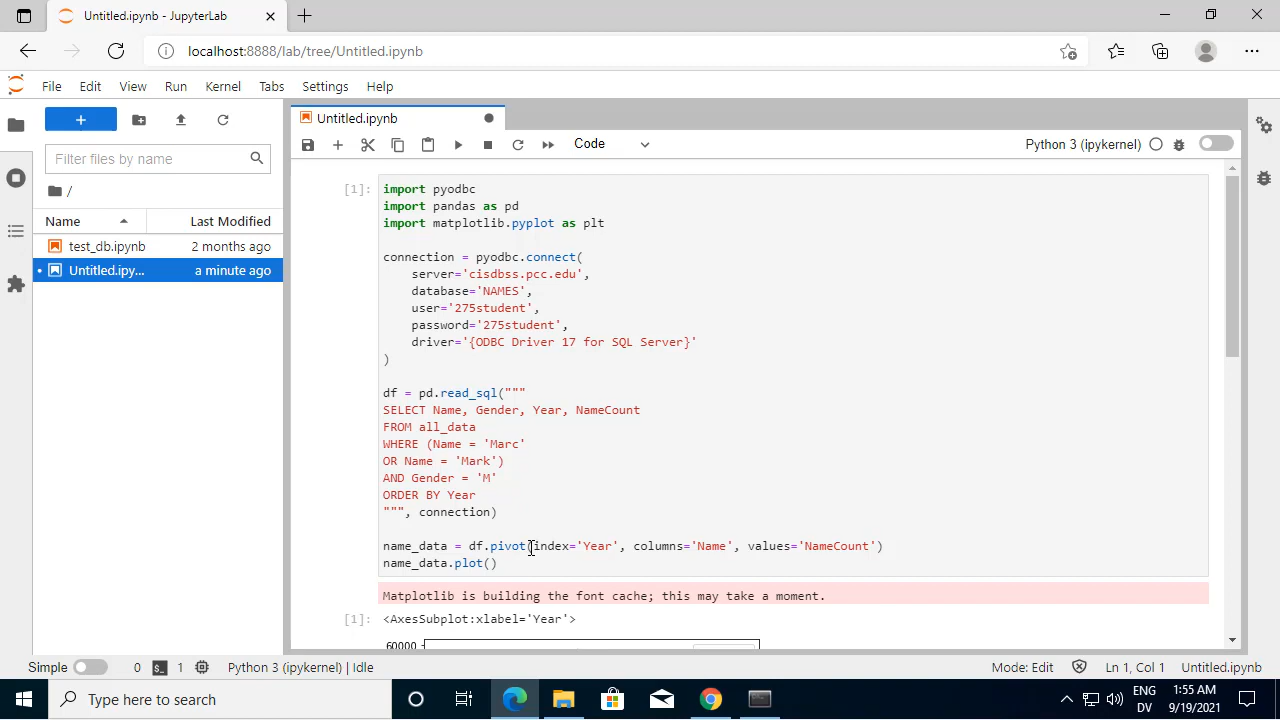 Untitled.ipynb - JupyterLab
localhost:8888/lab/tree/Untitled.ipynb
File Edit View Run Kernel Tabs Settings Help
Untitled.ipynb
Code
Python 3 (ipykernel)
Filter files by name
/
Name Last Modified
test_db.ipynb 2 months ago
Untitled.ipy... a minute ago
[1]:
import pyodbc
import pandas as pd
import matplotlib.pyplot as plt
connection = pyodbc.connect(
server='cisdbss.pcc.edu',
database='NAMES',
user='275student',
password='275student',
driver='{ODBC Driver 17 for SQL Server}'
)
df = pd.read_sql("""
SELECT Name, Gender, Year, NameCount
FROM all_data
WHERE (Name = 'Marc'
OR Name = 'Mark')
AND Gender = 'M'
ORDER BY Year
""", connection)
name_data = df.pivot(index='Year', columns='Name', values='NameCount')
name_data.plot()
Matplotlib is building the font cache; this may take a moment.
[1]: <AxesSubplot:xlabel='Year'>
60000
Simple 0 1 Python 3 (ipykernel) | Idle Mode: Edit Ln 1, Col 1 Untitled.ipynb
Type here to search
ENG
DV
1:55 AM
9/19/2021